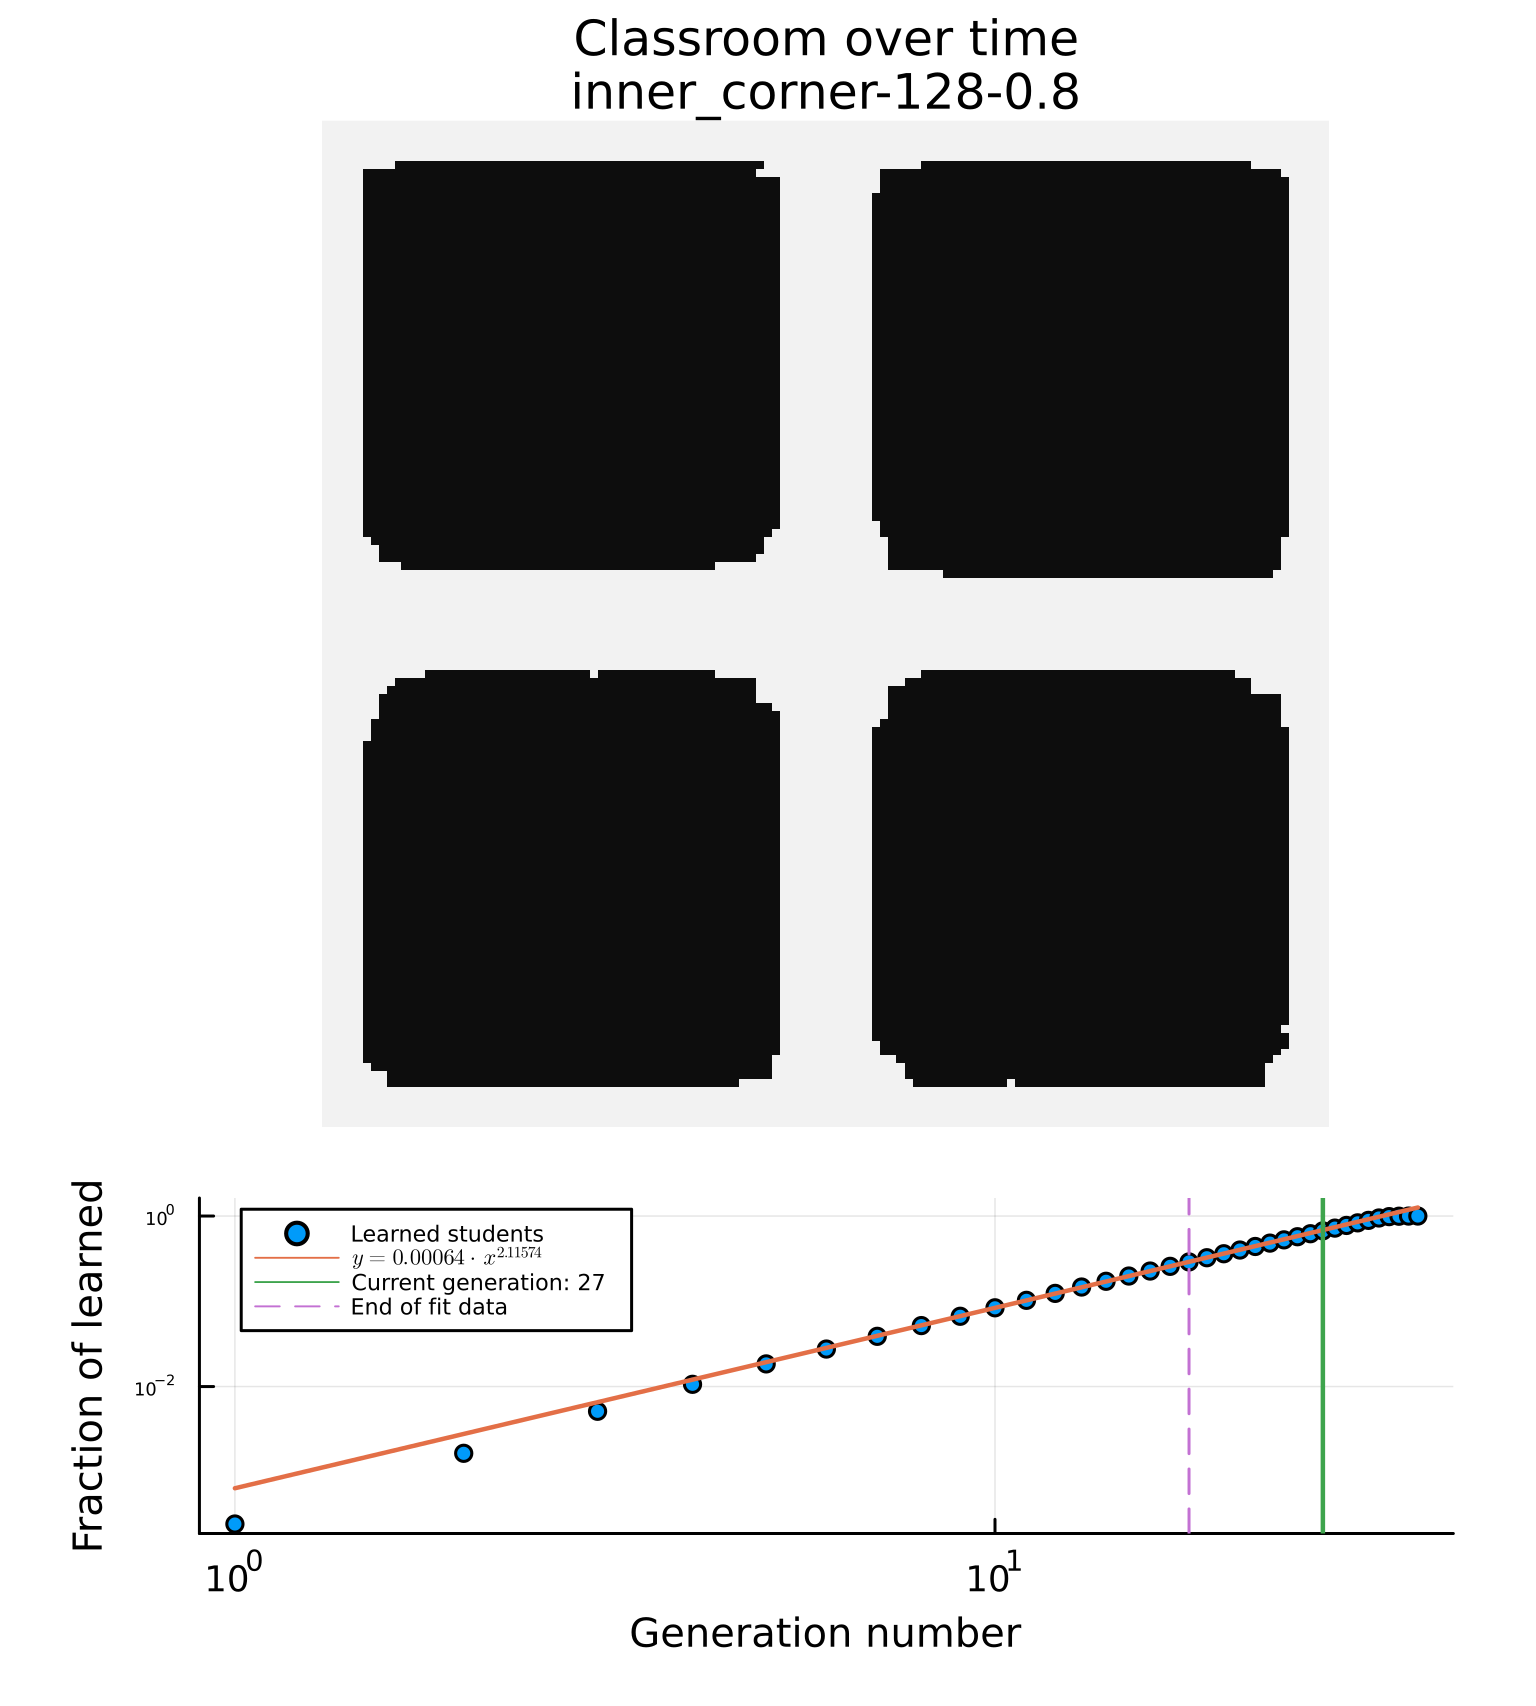 Classroom over time
inner_corner-128-0.8
Learned students
y = 0.00064 · x^2.11574
Current generation: 27
End of fit data
Fraction of learned
10^0
10^−2
10^0
10^1
Generation number